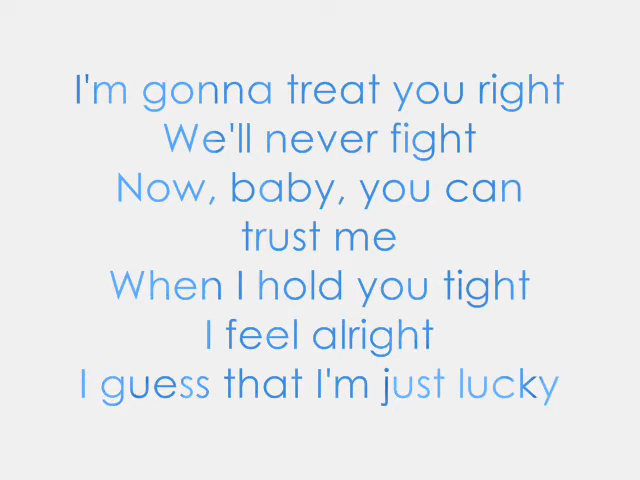 I'm gonna treat you right
We'll never fight
Now, baby, you can
trust me
When I hold you tight
I feel alright
I guess that I'm just lucky